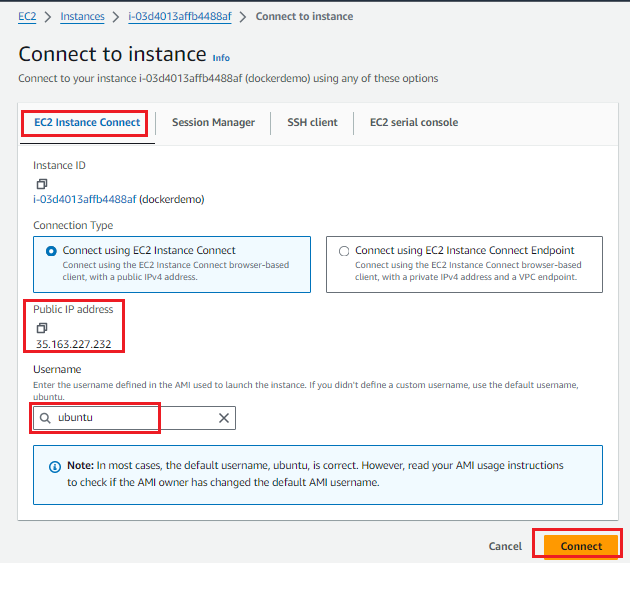 EC2 > Instances > i-03d4013affb4488af > Connect to instance
Connect to instance Info
Connect to your instance i-03d4013affb4488af (dockerdemo) using any of these options
EC2 Instance Connect Session Manager SSH client EC2 serial console
Instance ID
i-03d4013affb4488af (dockerdemo)
Connection Type
Connect using EC2 Instance Connect
Connect using the EC2 Instance Connect browser-based
client, with a public IPv4 address.
Connect using EC2 Instance Connect Endpoint
Connect using the EC2 Instance Connect browser-based
client, with a private IPv4 address and a VPC endpoint.
Public IP address
35.163.227.232
Username
Enter the username defined in the AMI used to launch the instance. If you didn't define a custom username, use the default username,
ubuntu.
ubuntu
Note: In most cases, the default username, ubuntu, is correct. However, read your AMI usage instructions
to check if the AMI owner has changed the default AMI username.
Cancel Connect